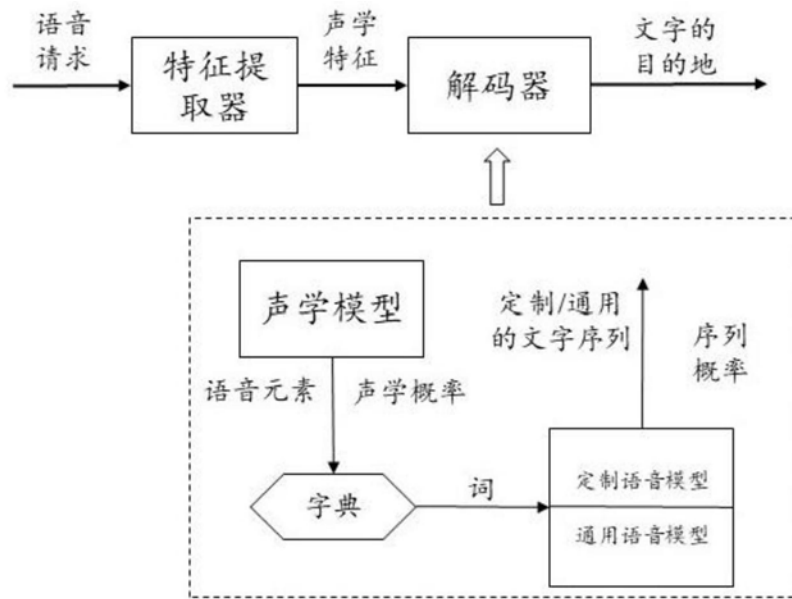 语音
请求
特征提
取器
声学
特征
解码器
文字的
目的地
声学模型
语音元素
声学概率
字典
词
定制/通用
的文字序列
序列
概率
定制语音模型
通用语音模型